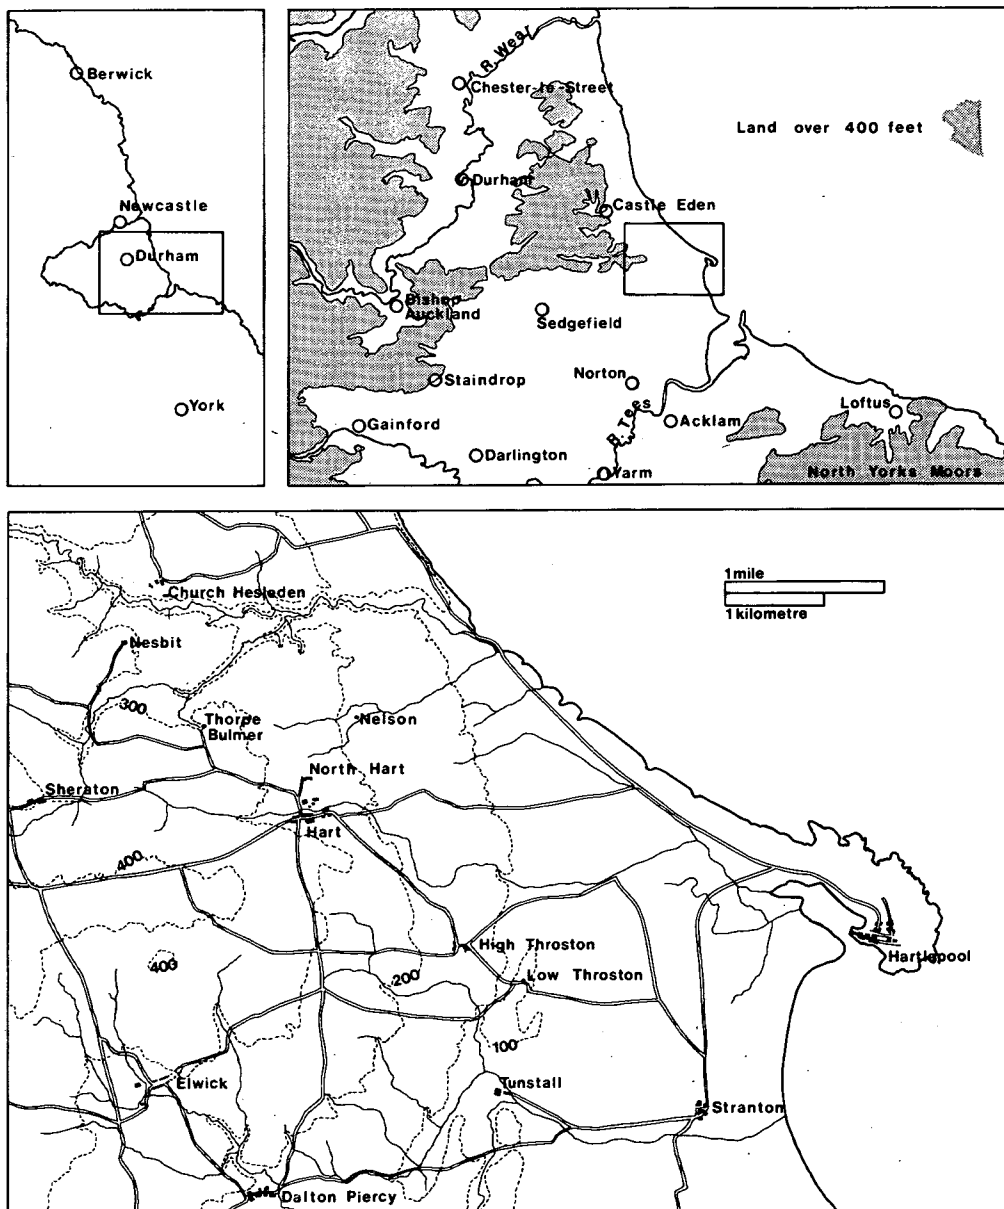 Berwick
Newcastle
Durham
York
R Wear
Chester-le-Street
Land over 400 feet
Durham
Castle Eden
Bishop
Auckland
Sedgefield
Staindrop
Norton
Loftus
Gainford
R Tees
Acklam
Darlington
Yarm
North Yorks Moors
1 mile
1 kilometre
Church Hesleden
Nesbit
300
Thorpe
Bulmer
Nelson
North Hart
Sheraton
Hart
400
High Throston
Hartlepool
400
200
Low Throston
100
Elwick
Tunstall
Stranton
Dalton Piercy